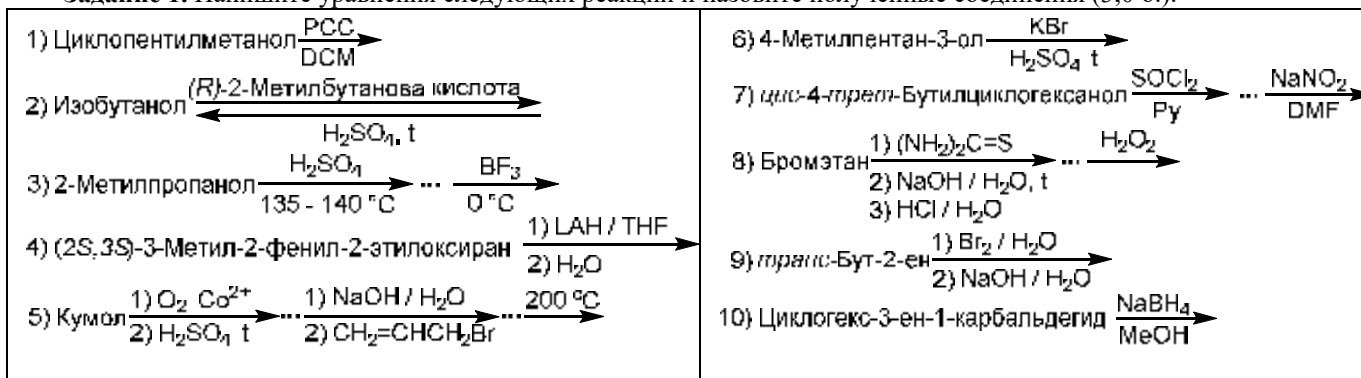 Задание 1. Напишите уравнения следующих реакций и назовите полученные соединения (5,0 б.).
1) Циклопентилметанол PCC
DCM
2) Изобутанол (R)-2-Метилбутанова кислота
H₂SO₄, t
3) 2-Метилпропанол H₂SO₄ ... BF₃
135 - 140 °C 0 °C
4) (2S,3S)-3-Метил-2-фенил-2-этилоксиран 1) LAH / THF
2) H₂O
5) Кумол 1) O₂ Co²⁺ ... 1) NaOH / H₂O ... 200 ºC
2) H₂SO₄ t 2) CH₂=CHCH₂Br
6) 4-Метилпентан-3-ол KBr
H₂SO₄ t
7) цис-4-трет-Бутилциклогексанол SOCl₂ ... NaNO₂
Py DMF
8) Бромэтан 1) (NH₂)₂C=S ... H₂O₂
2) NaOH / H₂O, t
3) HCl / H₂O
9) транс-Бут-2-ен 1) Br₂ / H₂O
2) NaOH / H₂O
10) Циклогекс-3-ен-1-карбальдегид NaBH₄
MeOH